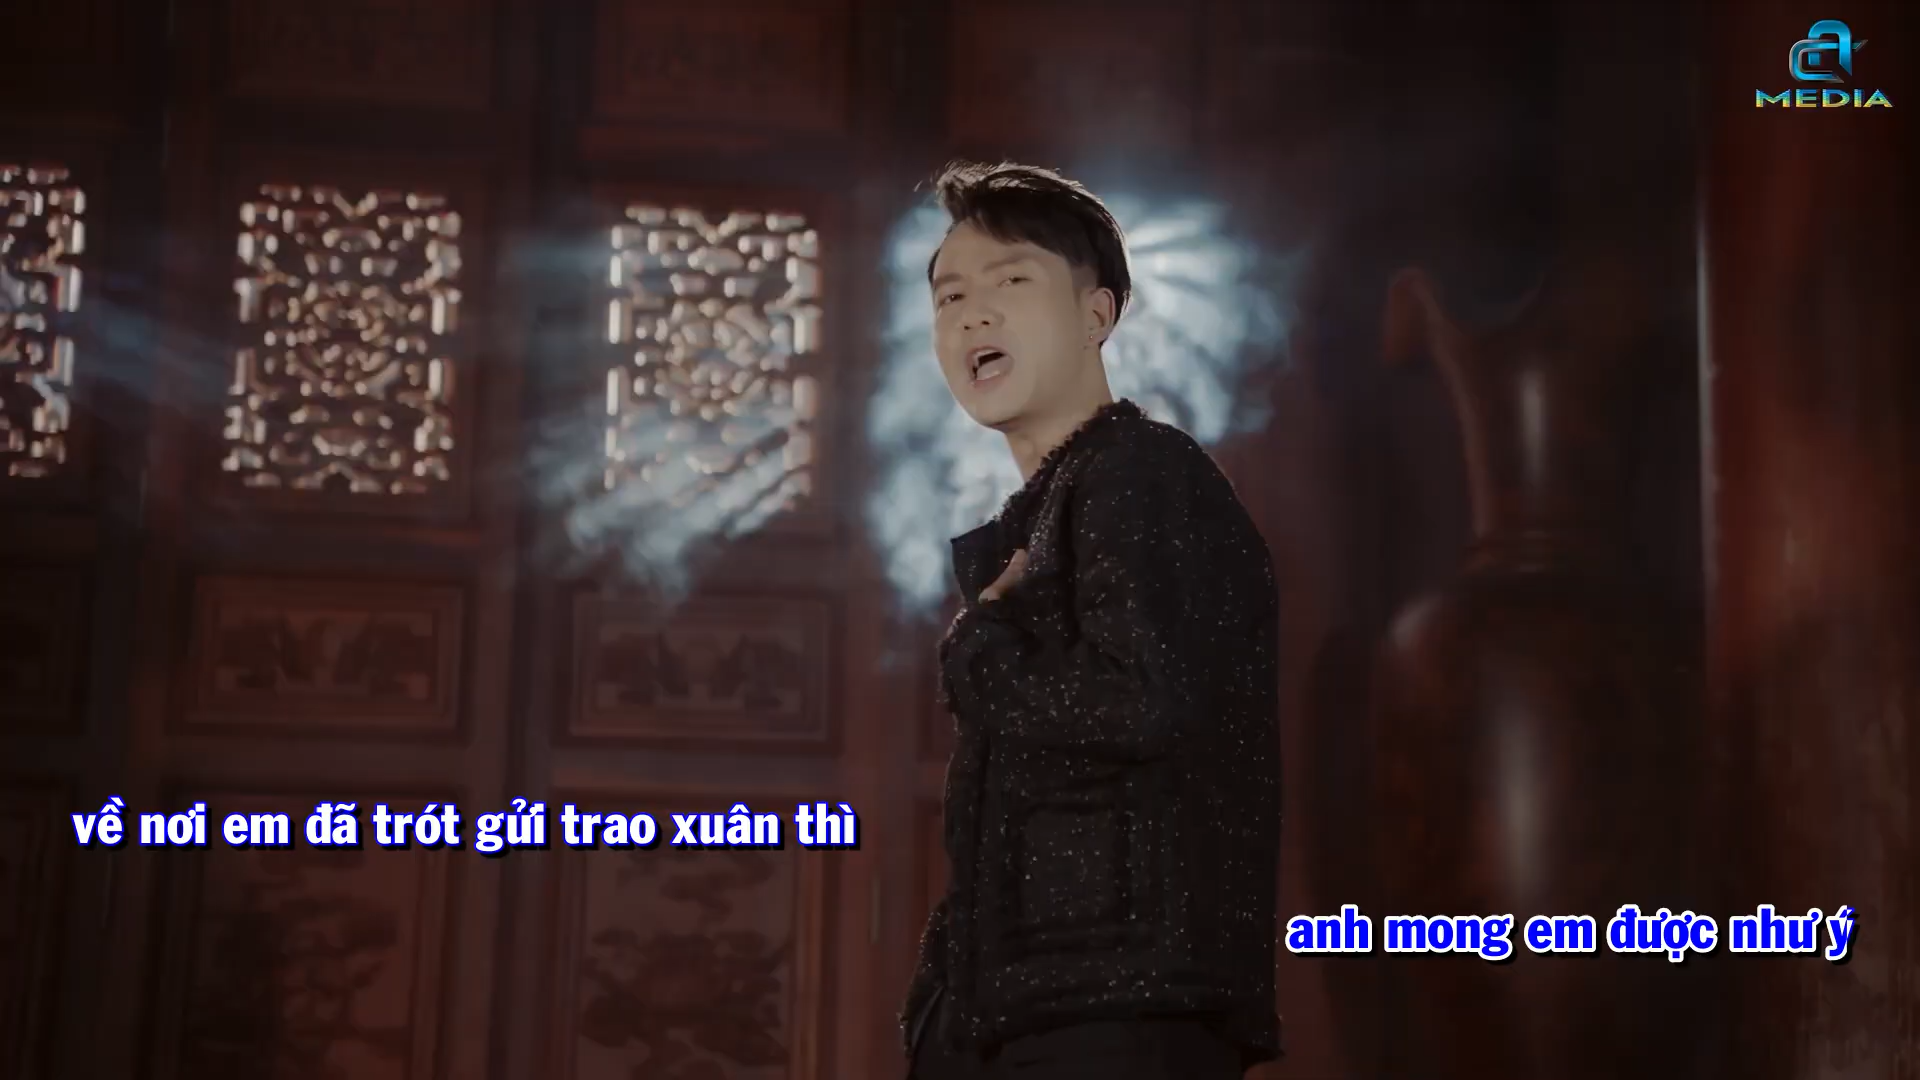 MEDIA
về nơi em đã trót gửi trao xuân thì
anh mong em được như ý